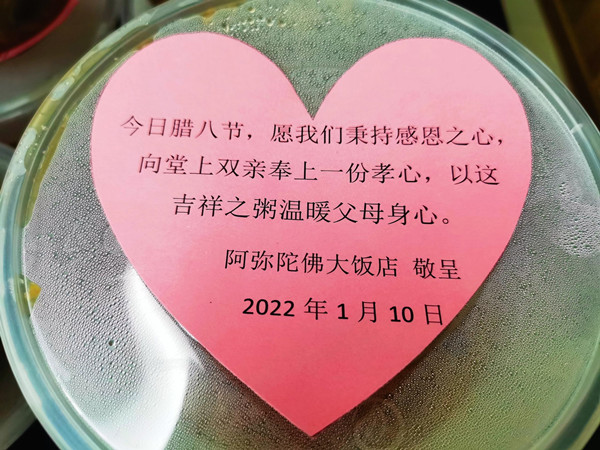 今日腊八节，愿我们秉持感恩之心，
向堂上双亲奉上一份孝心，以这
吉祥之粥温暖父母身心。
阿弥陀佛大饭店 敬呈
2022 年 1 月 10 日